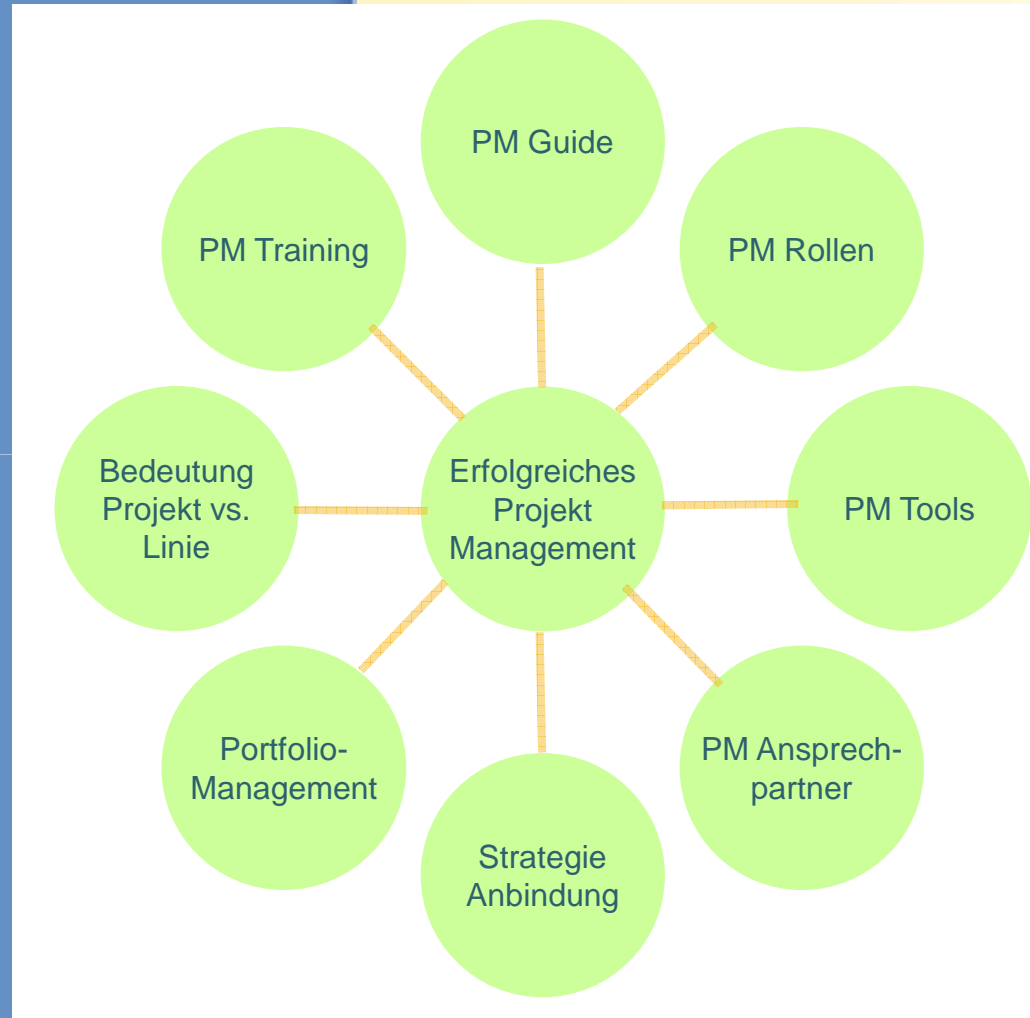 PM Guide
PM Training
PM Rollen
Bedeutung
Projekt vs.
Linie
Erfolgreiches
Projekt
Management
PM Tools
Portfolio-
Management
PM Ansprech-
partner
Strategie
Anbindung